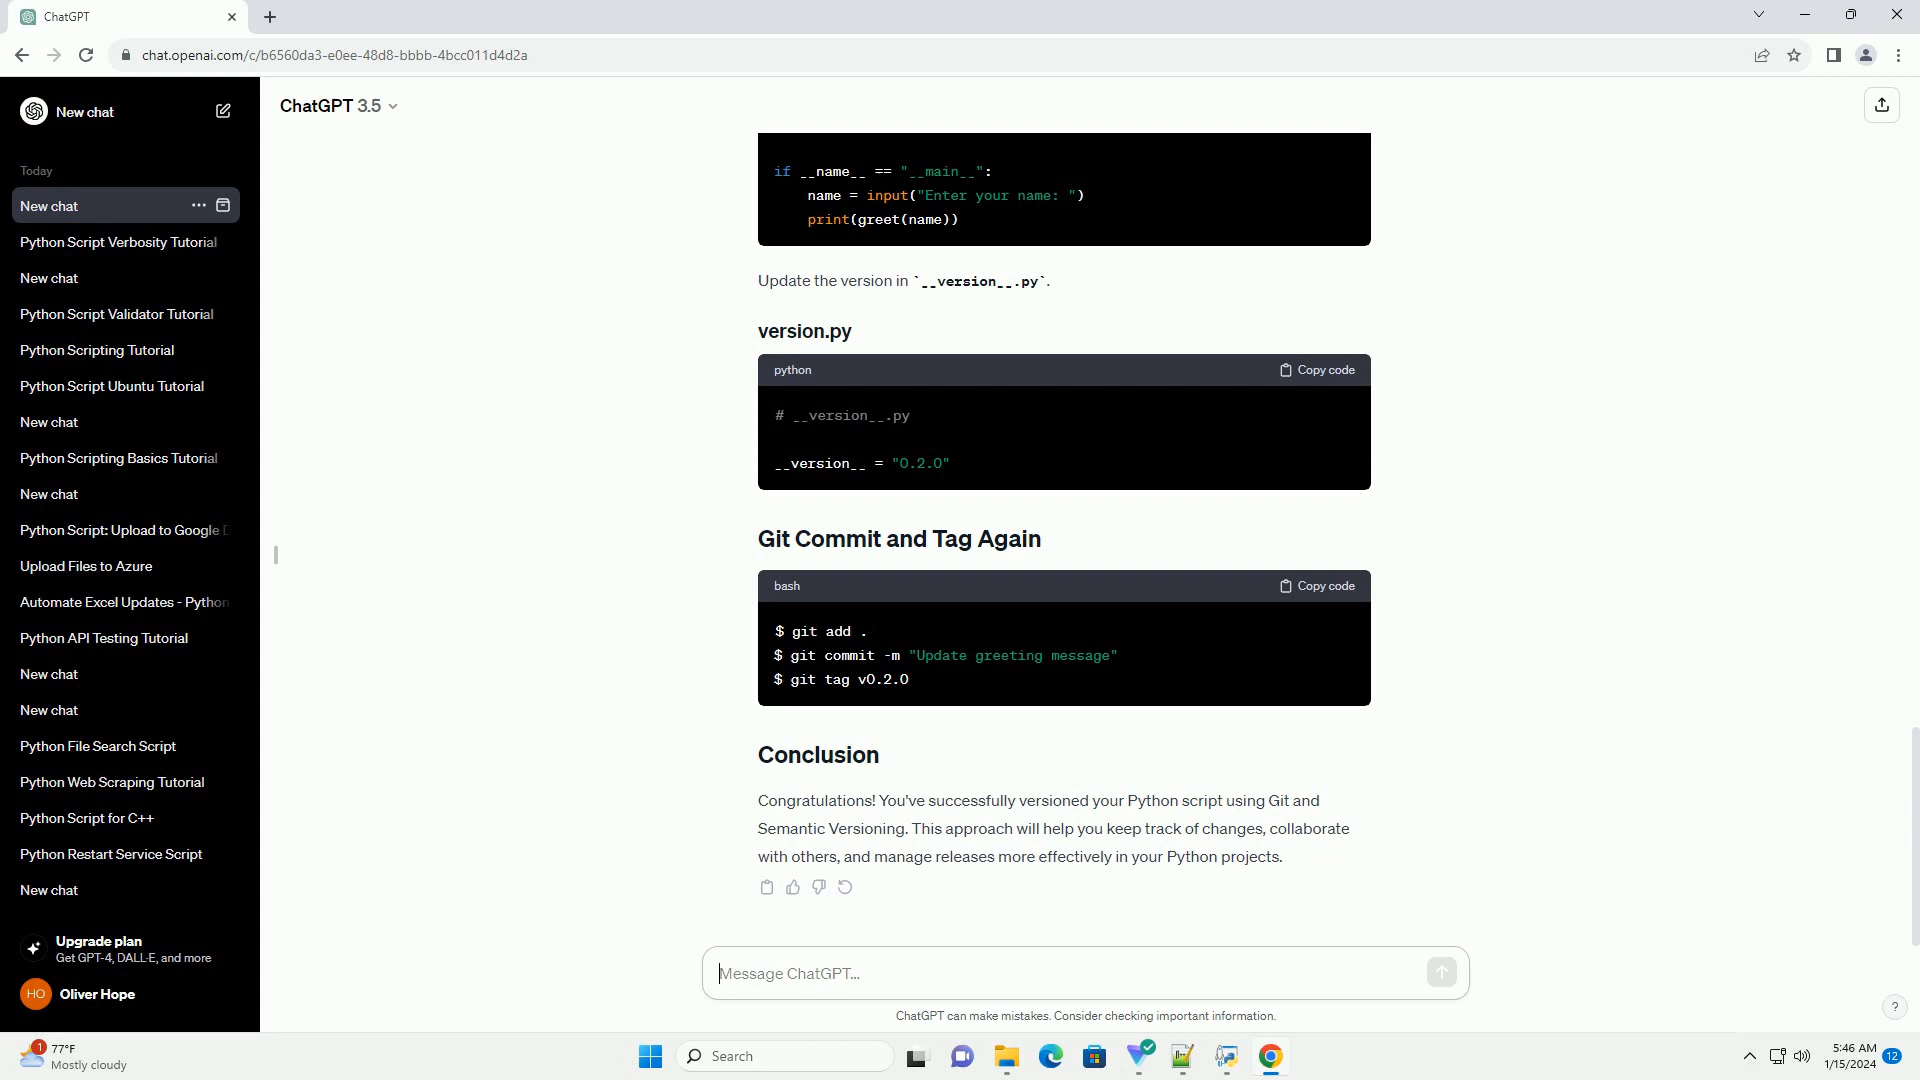 ChatGPT
chat.openai.com/c/b6560da3-e0ee-48d8-bbbb-4bcc011d4d2a
New chat
Today
New chat
Python Script Verbosity Tutorial
New chat
Python Script Validator Tutorial
Python Scripting Tutorial
Python Script Ubuntu Tutorial
New chat
Python Scripting Basics Tutorial
New chat
Python Script: Upload to Google D
Upload Files to Azure
Automate Excel Updates - Python
Python API Testing Tutorial
New chat
New chat
Python File Search Script
Python Web Scraping Tutorial
Python Script for C++
Python Restart Service Script
New chat
Upgrade plan
Get GPT-4, DALL·E, and more
HO Oliver Hope
ChatGPT 3.5
if __name__ == "__main__":
name = input("Enter your name: ")
print(greet(name))
Update the version in `__version__.py`.
version.py
python Copy code
# __version__.py
__version__ = "0.2.0"
Git Commit and Tag Again
bash Copy code
$ git add .
$ git commit -m "Update greeting message"
$ git tag v0.2.0
Conclusion
Congratulations! You've successfully versioned your Python script using Git and
Semantic Versioning. This approach will help you keep track of changes, collaborate
with others, and manage releases more effectively in your Python projects.
Message ChatGPT...
ChatGPT can make mistakes. Consider checking important information.
?
1
77°F
Mostly cloudy
Search
5:46 AM
1/15/2024
12